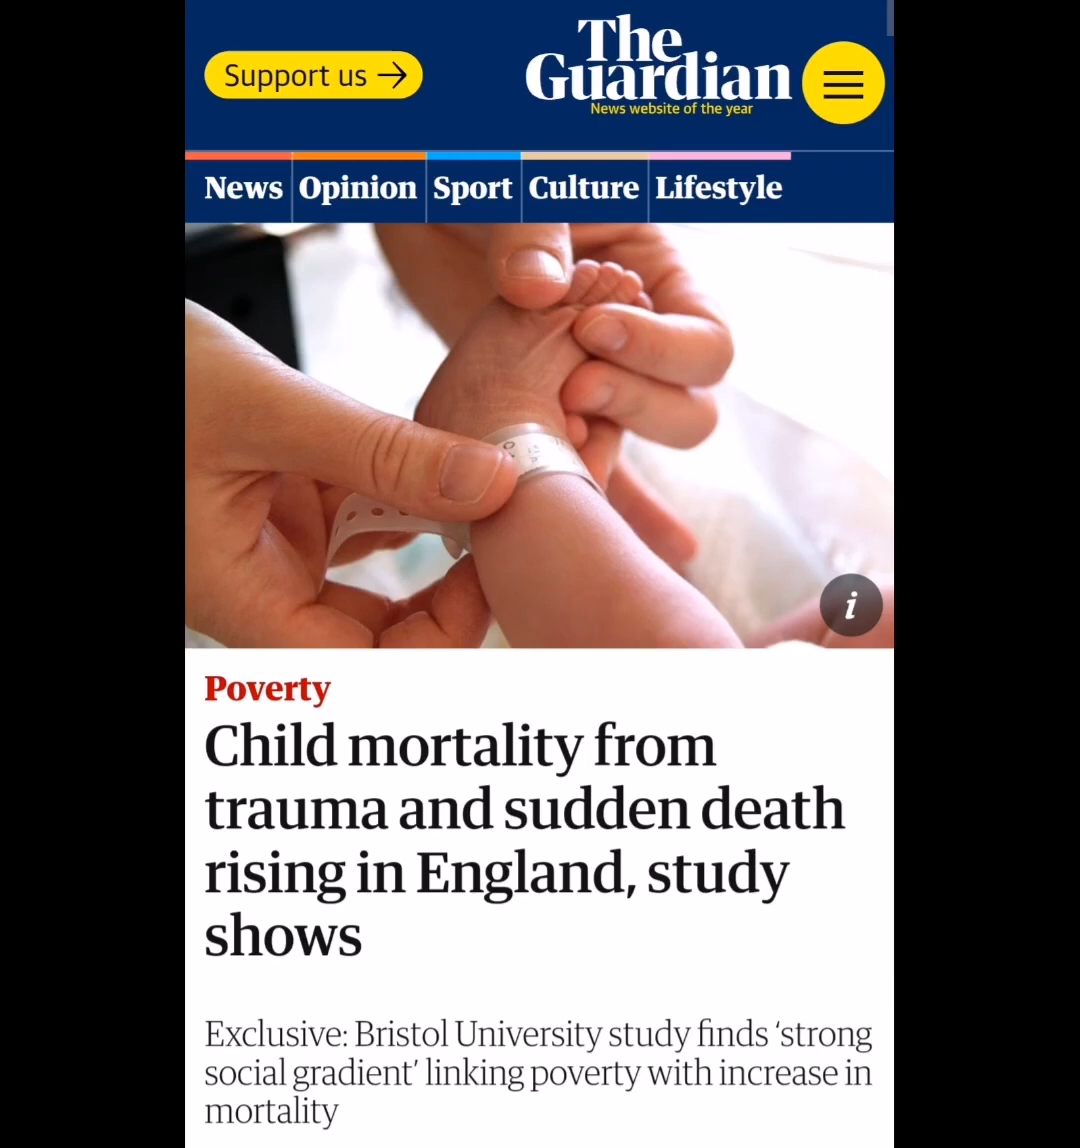 Support us →
The
Guardian
News website of the year
News Opinion Sport Culture Lifestyle
i
Poverty
Child mortality from
trauma and sudden death
rising in England, study
shows
Exclusive: Bristol University study finds ‘strong
social gradient’ linking poverty with increase in
mortality